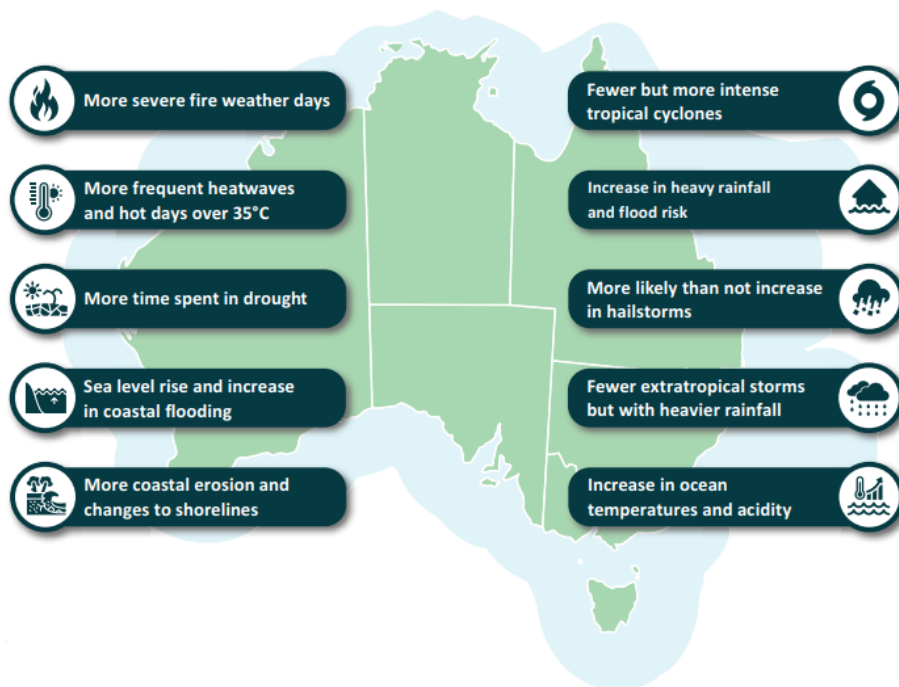 More severe fire weather days
More frequent heatwaves
and hot days over 35°C
More time spent in drought
Sea level rise and increase
in coastal flooding
More coastal erosion and
changes to shorelines
Fewer but more intense
tropical cyclones
Increase in heavy rainfall
and flood risk
More likely than not increase
in hailstorms
Fewer extratropical storms
but with heavier rainfall
Increase in ocean
temperatures and acidity